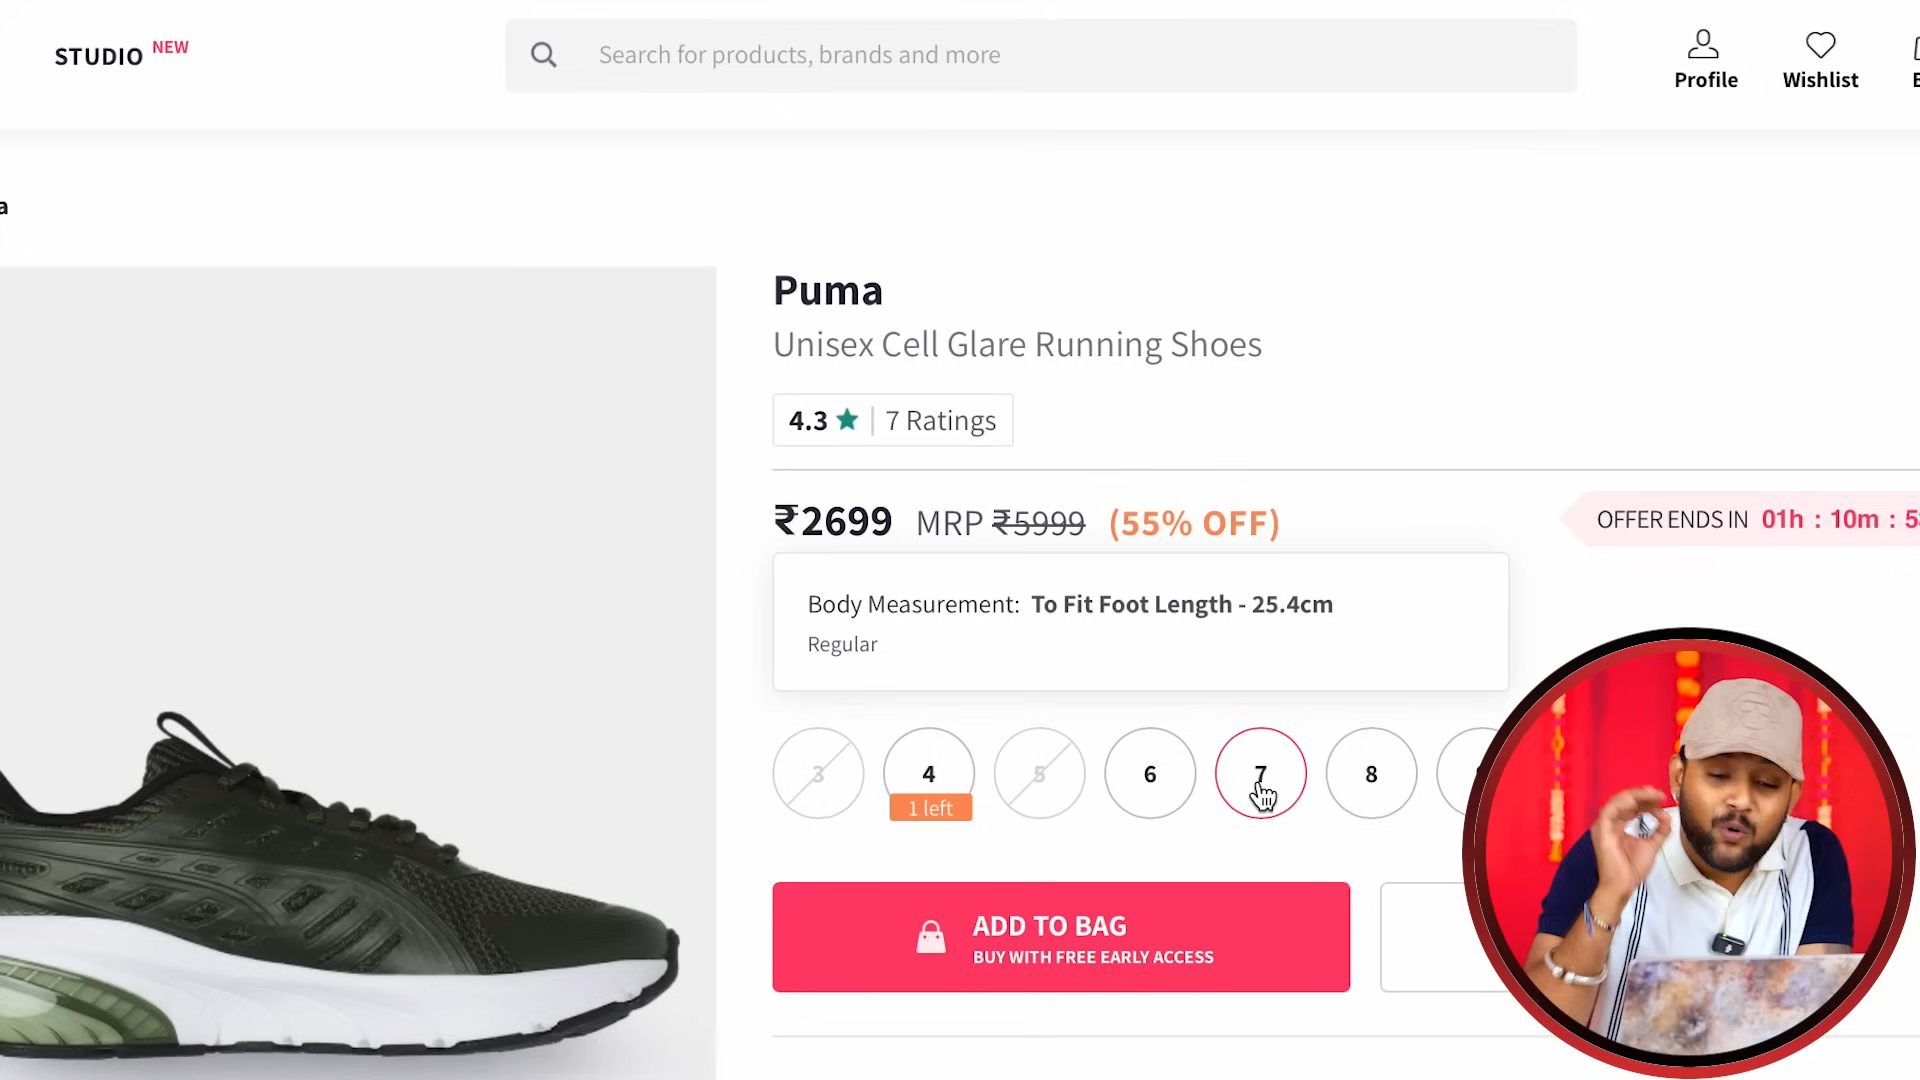 STUDIO NEW
Search for products, brands and more
Profile
Wishlist
a
Puma
Unisex Cell Glare Running Shoes
4.3 ★ | 7 Ratings
₹2699 MRP ₹5999 (55% OFF)
OFFER ENDS IN 01h : 10m :
Body Measurement: To Fit Foot Length - 25.4cm
Regular
3 4 5 6 7 8
1 left
ADD TO BAG
BUY WITH FREE EARLY ACCESS